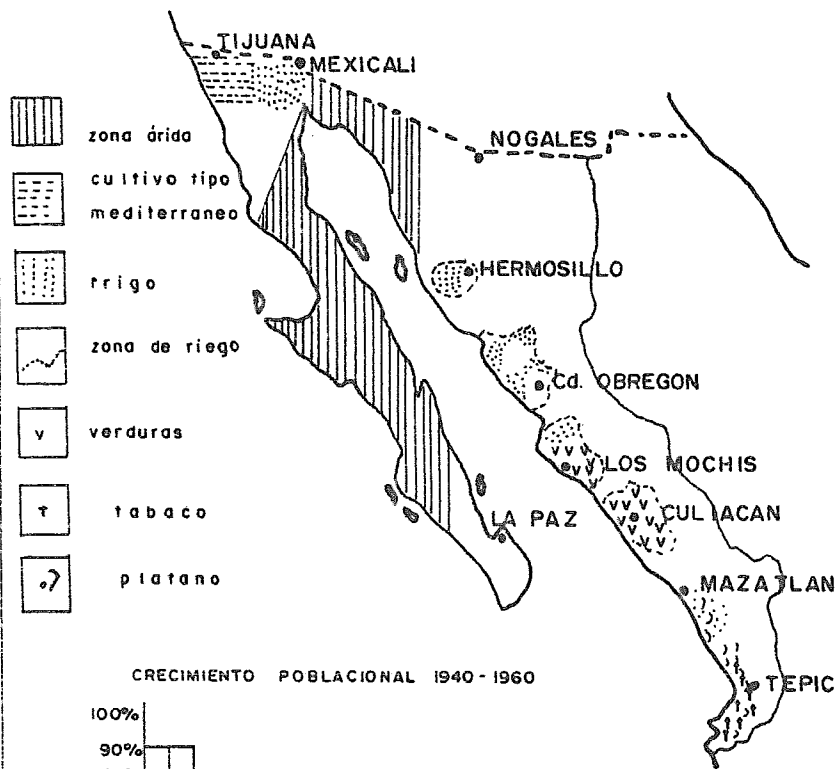 TIJUANA
MEXICALI
NOGALES
HERMOSILLO
Cd. OBREGON
LOS MOCHIS
CULIACAN
LA PAZ
MAZATLAN
TEPIC
zona árida
cultivo tipo
mediterraneo
trigo
zona de riego
v verduras
т tabaco
platano
CRECIMIENTO POBLACIONAL 1940-1960
100%
90%